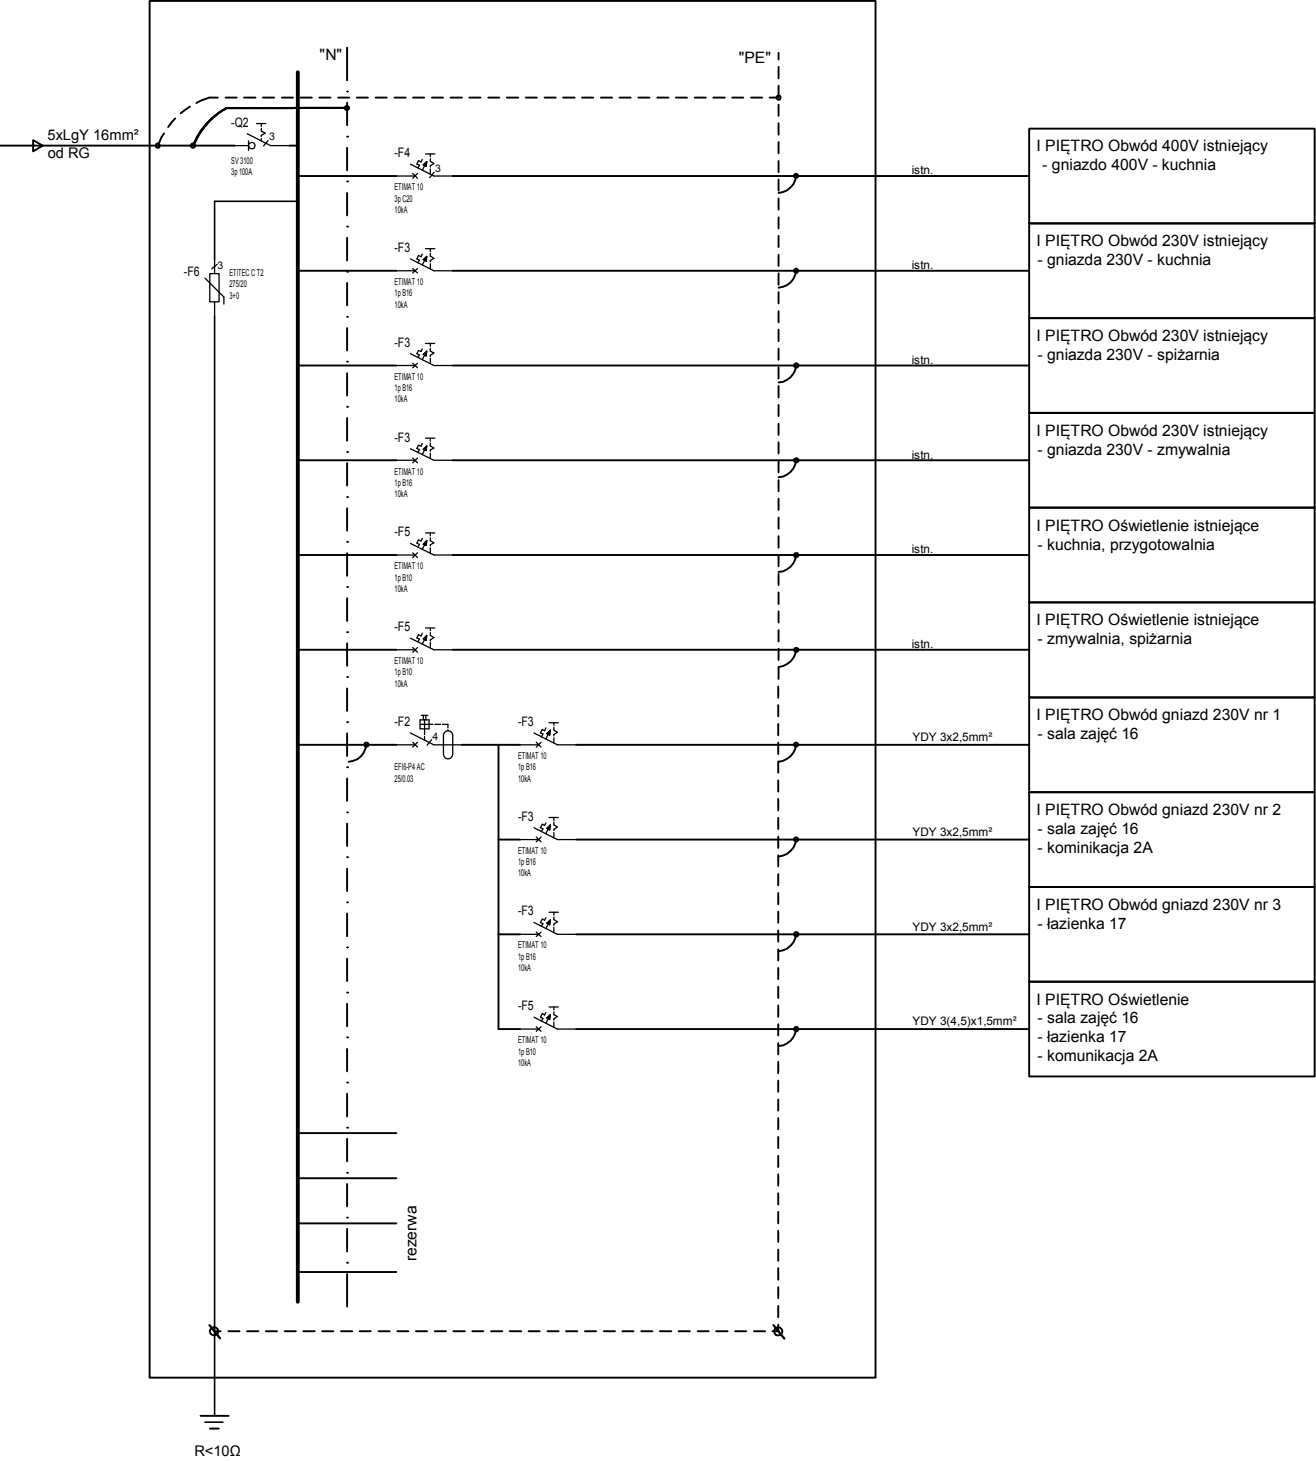 "N"
"PE"
5xLgY 16mm²
od RG
-Q2
3
SV 3100
3p 100A
-F6
3
ETITEC C T2
275/20
3+0
-F4
3
ETIMAT 10
3p C20
10kA
istn.
I PIĘTRO Obwód 400V istniejący
- gniazdo 400V - kuchnia
-F3
ETIMAT 10
1p B16
10kA
istn.
I PIĘTRO Obwód 230V istniejący
- gniazda 230V - kuchnia
-F3
ETIMAT 10
1p B16
10kA
istn.
I PIĘTRO Obwód 230V istniejący
- gniazda 230V - spiżarnia
-F3
ETIMAT 10
1p B16
10kA
istn.
I PIĘTRO Obwód 230V istniejący
- gniazda 230V - zmywalnia
-F5
ETIMAT 10
1p B10
10kA
istn.
I PIĘTRO Oświetlenie istniejące
- kuchnia, przygotowalnia
-F5
ETIMAT 10
1p B10
10kA
istn.
I PIĘTRO Oświetlenie istniejące
- zmywalnia, spiżarnia
-F2
4
EFI6-P4 AC
25/0.03
-F3
ETIMAT 10
1p B16
10kA
YDY 3x2,5mm²
I PIĘTRO Obwód gniazd 230V nr 1
- sala zajęć 16
-F3
ETIMAT 10
1p B16
10kA
YDY 3x2,5mm²
I PIĘTRO Obwód gniazd 230V nr 2
- sala zajęć 16
- kominikacja 2A
-F3
ETIMAT 10
1p B16
10kA
YDY 3x2,5mm²
I PIĘTRO Obwód gniazd 230V nr 3
- łazienka 17
-F5
ETIMAT 10
1p B10
10kA
YDY 3(4,5)x1,5mm²
I PIĘTRO Oświetlenie
- sala zajęć 16
- łazienka 17
- komunikacja 2A
rezerwa
R<10Ω